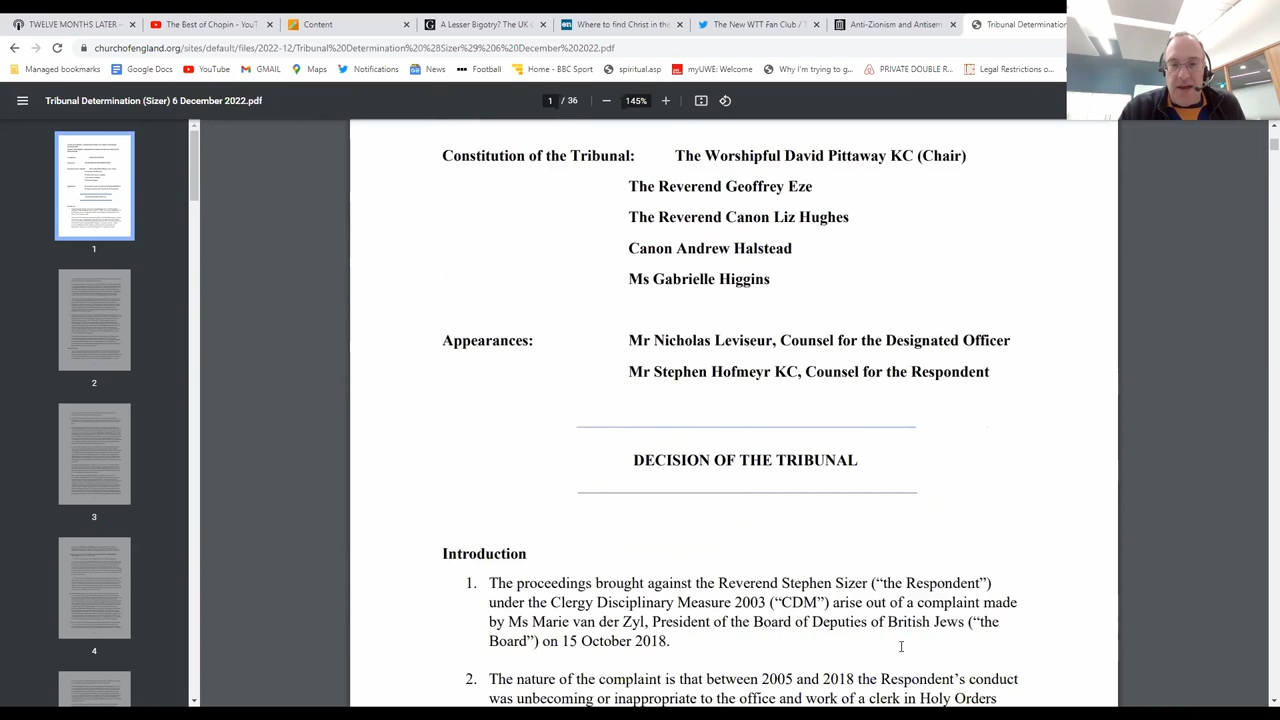 TWELVE MONTHS LATER –
The Best of Chopin - YouT
Content
A Lesser Bigotry? The UK C
Where to find Christ in the
The New WTT Fan Club / T
Anti-Zionism and Antisem
Tribunal Determination
churchofengland.org/sites/default/files/2022-12/Tribunal%20Determination%20%28Sizer%29%206%20December%202022.pdf
Managed bookmarks
Google Docs
YouTube
GMAIL
Maps
Notifications
News
Football
Home - BBC Sport
spiritual.asp
myUWE: Welcome
Why I'm trying to g...
PRIVATE DOUBLE R...
Legal Restrictions o...
Tribunal Determination (Sizer) 6 December 2022.pdf
1 / 36
145%
Constitution of the Tribunal: The Worshipful David Pittaway KC (Chair)
The Reverend Geoffrey Eze
The Reverend Canon Liz Hughes
Canon Andrew Halstead
Ms Gabrielle Higgins
Appearances: Mr Nicholas Leviseur, Counsel for the Designated Officer
Mr Stephen Hofmeyr KC, Counsel for the Respondent
DECISION OF THE TRIBUNAL
Introduction
1. The proceedings brought against the Reverend Stephen Sizer (“the Respondent”)
under the Clergy Disciplinary Measure 2003 (“CDM”) arise out of a complaint made
by Ms Marie van der Zyl, President of the Board of Deputies of British Jews (“the
Board”) on 15 October 2018.
2. The nature of the complaint is that between 2005 and 2018 the Respondent’s conduct
was unbecoming or inappropriate to the office and work of a clerk in Holy Orders
1
2
3
4